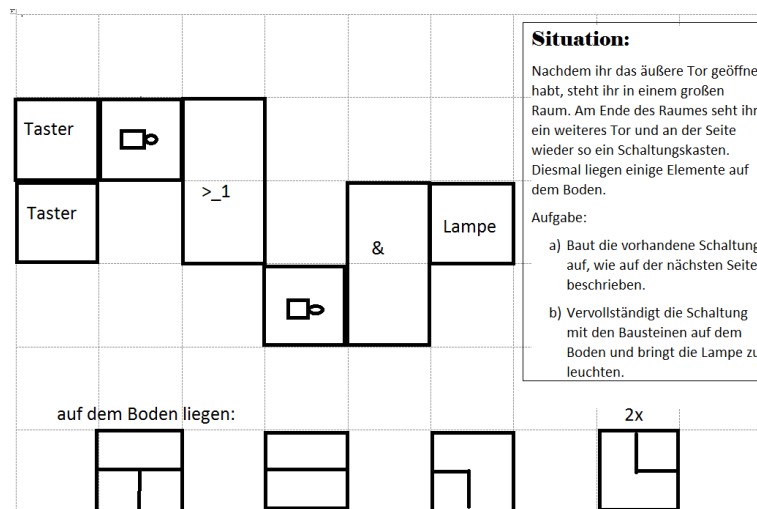 Situation:
Nachdem ihr das äußere Tor geöffne
habt, steht ihr in einem großen
Raum. Am Ende des Raumes seht ihr
ein weiteres Tor und an der Seite
wieder so ein Schaltungskasten.
Diesmal liegen einige Elemente auf
dem Boden.
Aufgabe:
a) Baut die vorhandene Schaltung
auf, wie auf der nächsten Seite
beschrieben.
b) Vervollständigt die Schaltung
mit den Bausteinen auf dem
Boden und bringt die Lampe zu
leuchten.
Taster
Taster
>_1
&
Lampe
auf dem Boden liegen:
2x